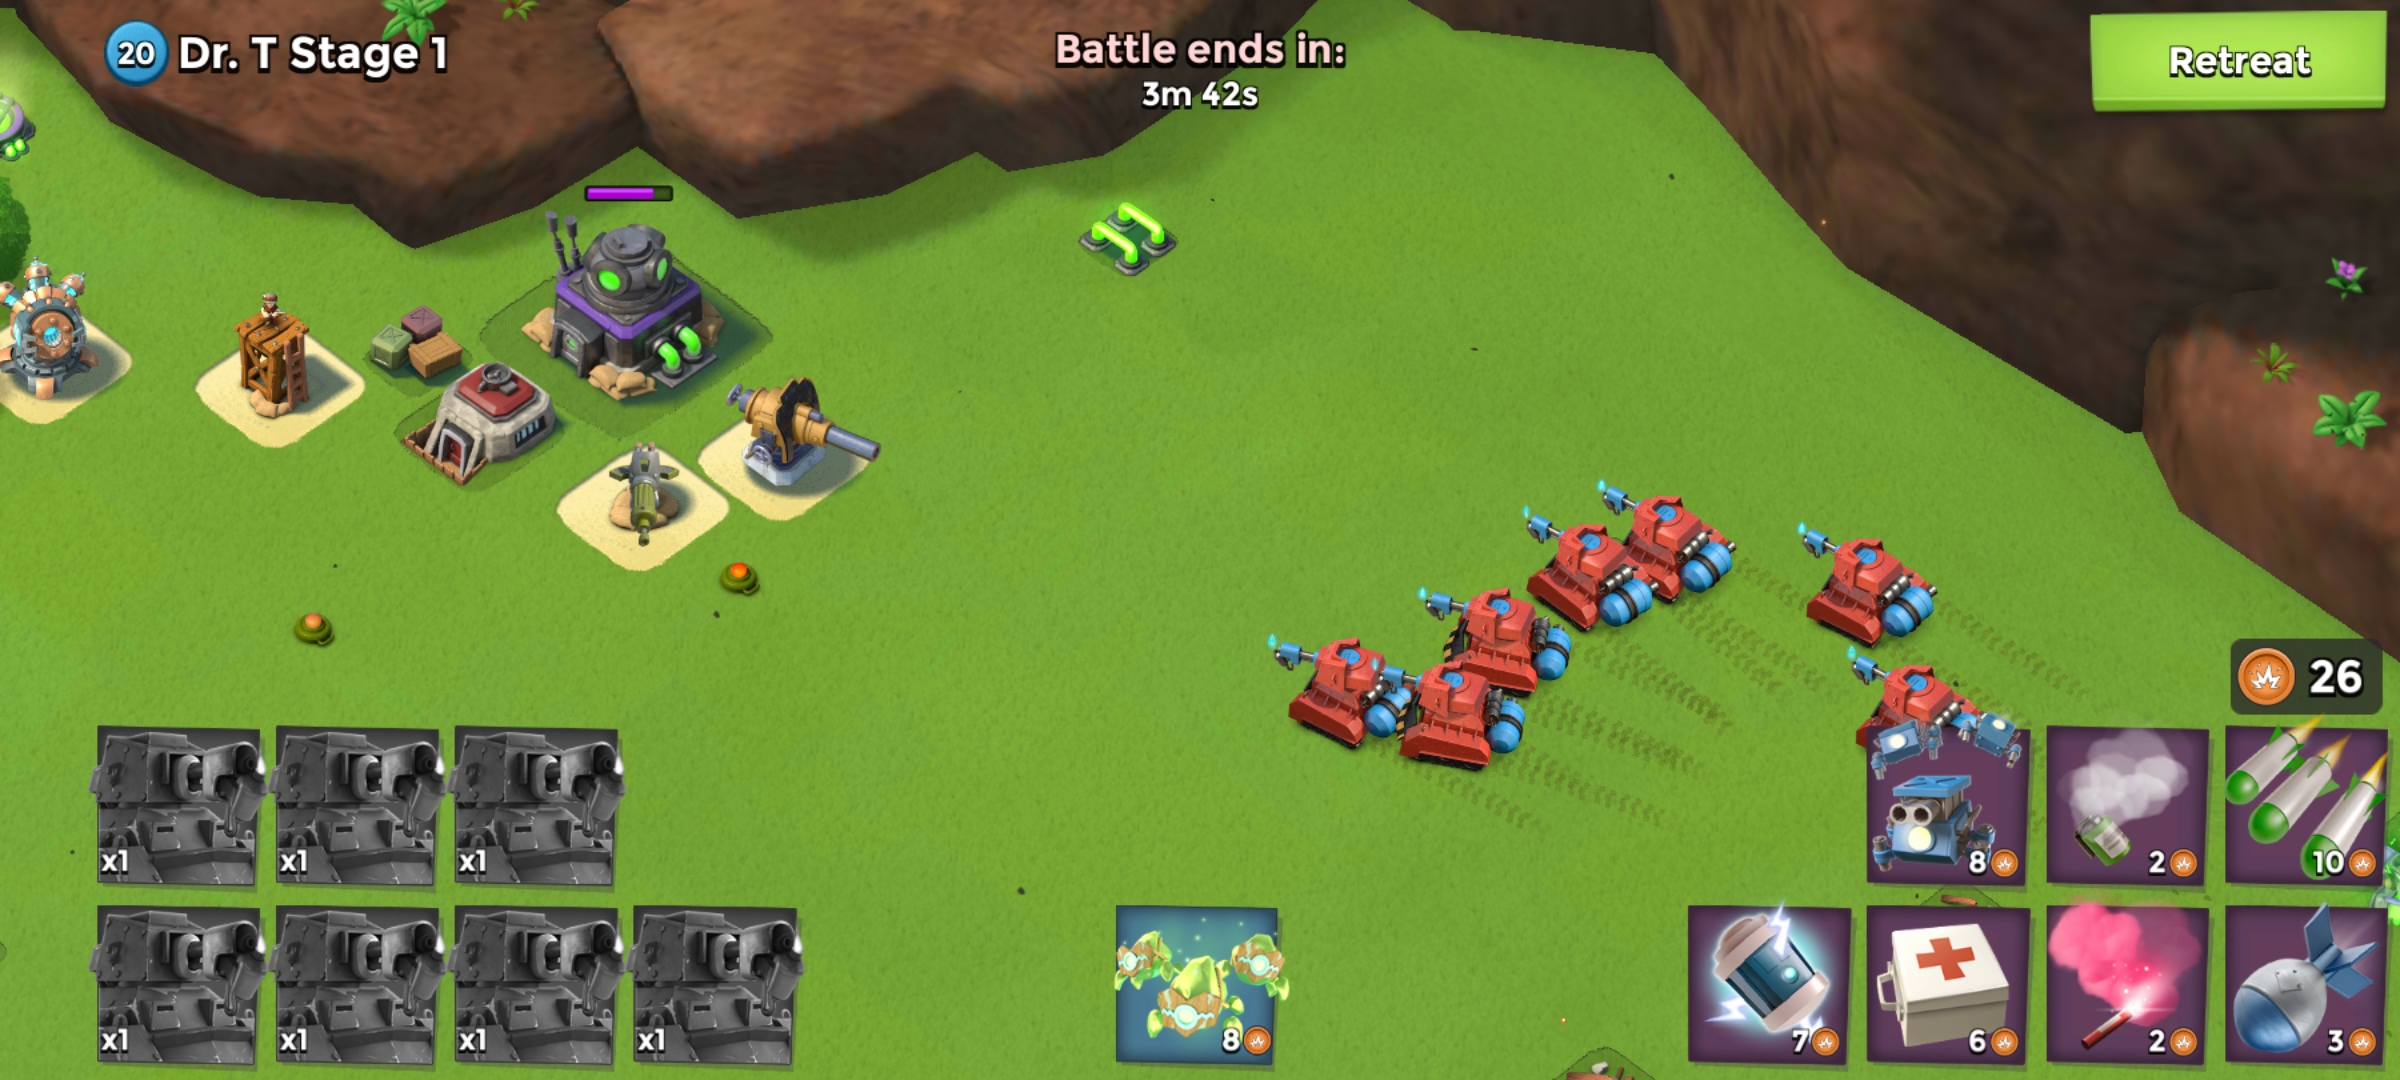 20 Dr. T Stage 1
Battle ends in:
3m 42s
Retreat
26
x1 x1 x1
8 2 10
x1 x1 x1 x1
8 7 6 2 3